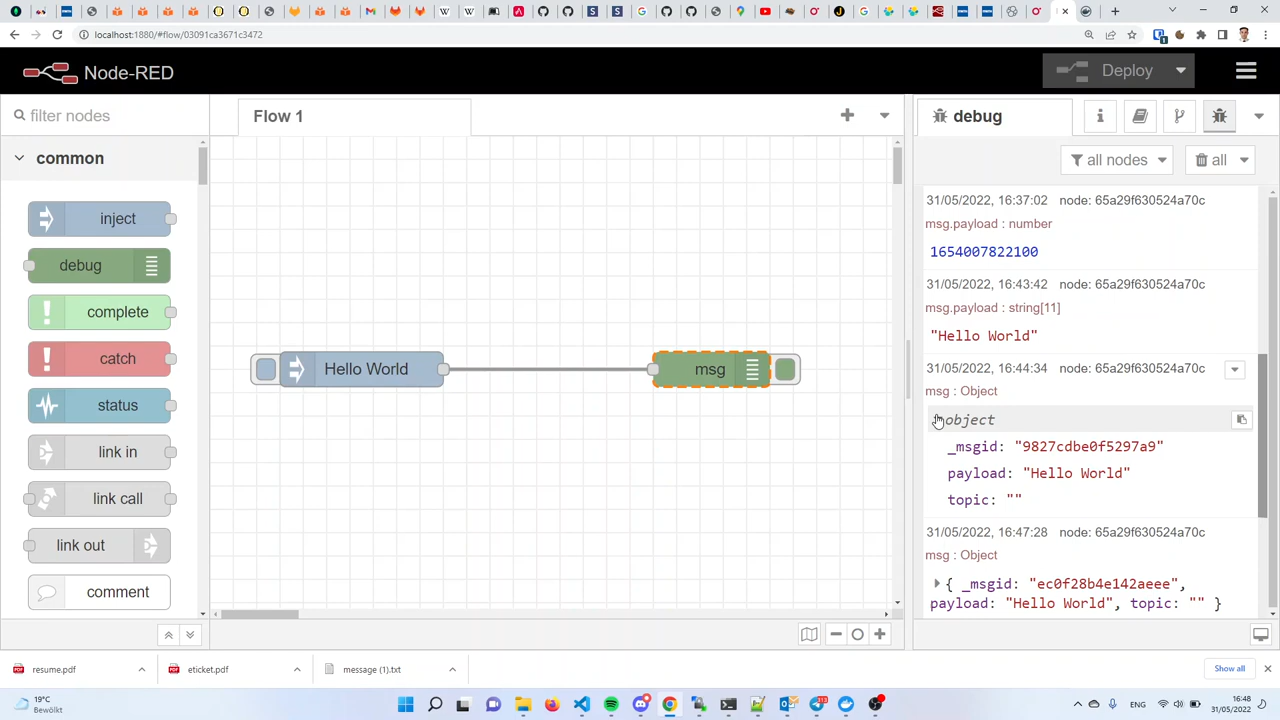 localhost:1880/#flow/03091ca3671c3472
Node-RED
Deploy
filter nodes
Flow 1
debug
common
all nodes
all
inject
debug
complete
catch
status
link in
link call
link out
comment
Hello World
msg
31/05/2022, 16:37:02 node: 65a29f630524a70c
msg.payload : number
1654007822100
31/05/2022, 16:43:42 node: 65a29f630524a70c
msg.payload : string[11]
"Hello World"
31/05/2022, 16:44:34 node: 65a29f630524a70c
msg : Object
object
_msgid: "9827cdbe0f5297a9"
payload: "Hello World"
topic: ""
31/05/2022, 16:47:28 node: 65a29f630524a70c
msg : Object
{ _msgid: "ec0f28b4e142aeee",
payload: "Hello World", topic: "" }
resume.pdf
eticket.pdf
message (1).txt
Show all
19°C
Bewölkt
ENG
16:48
31/05/2022